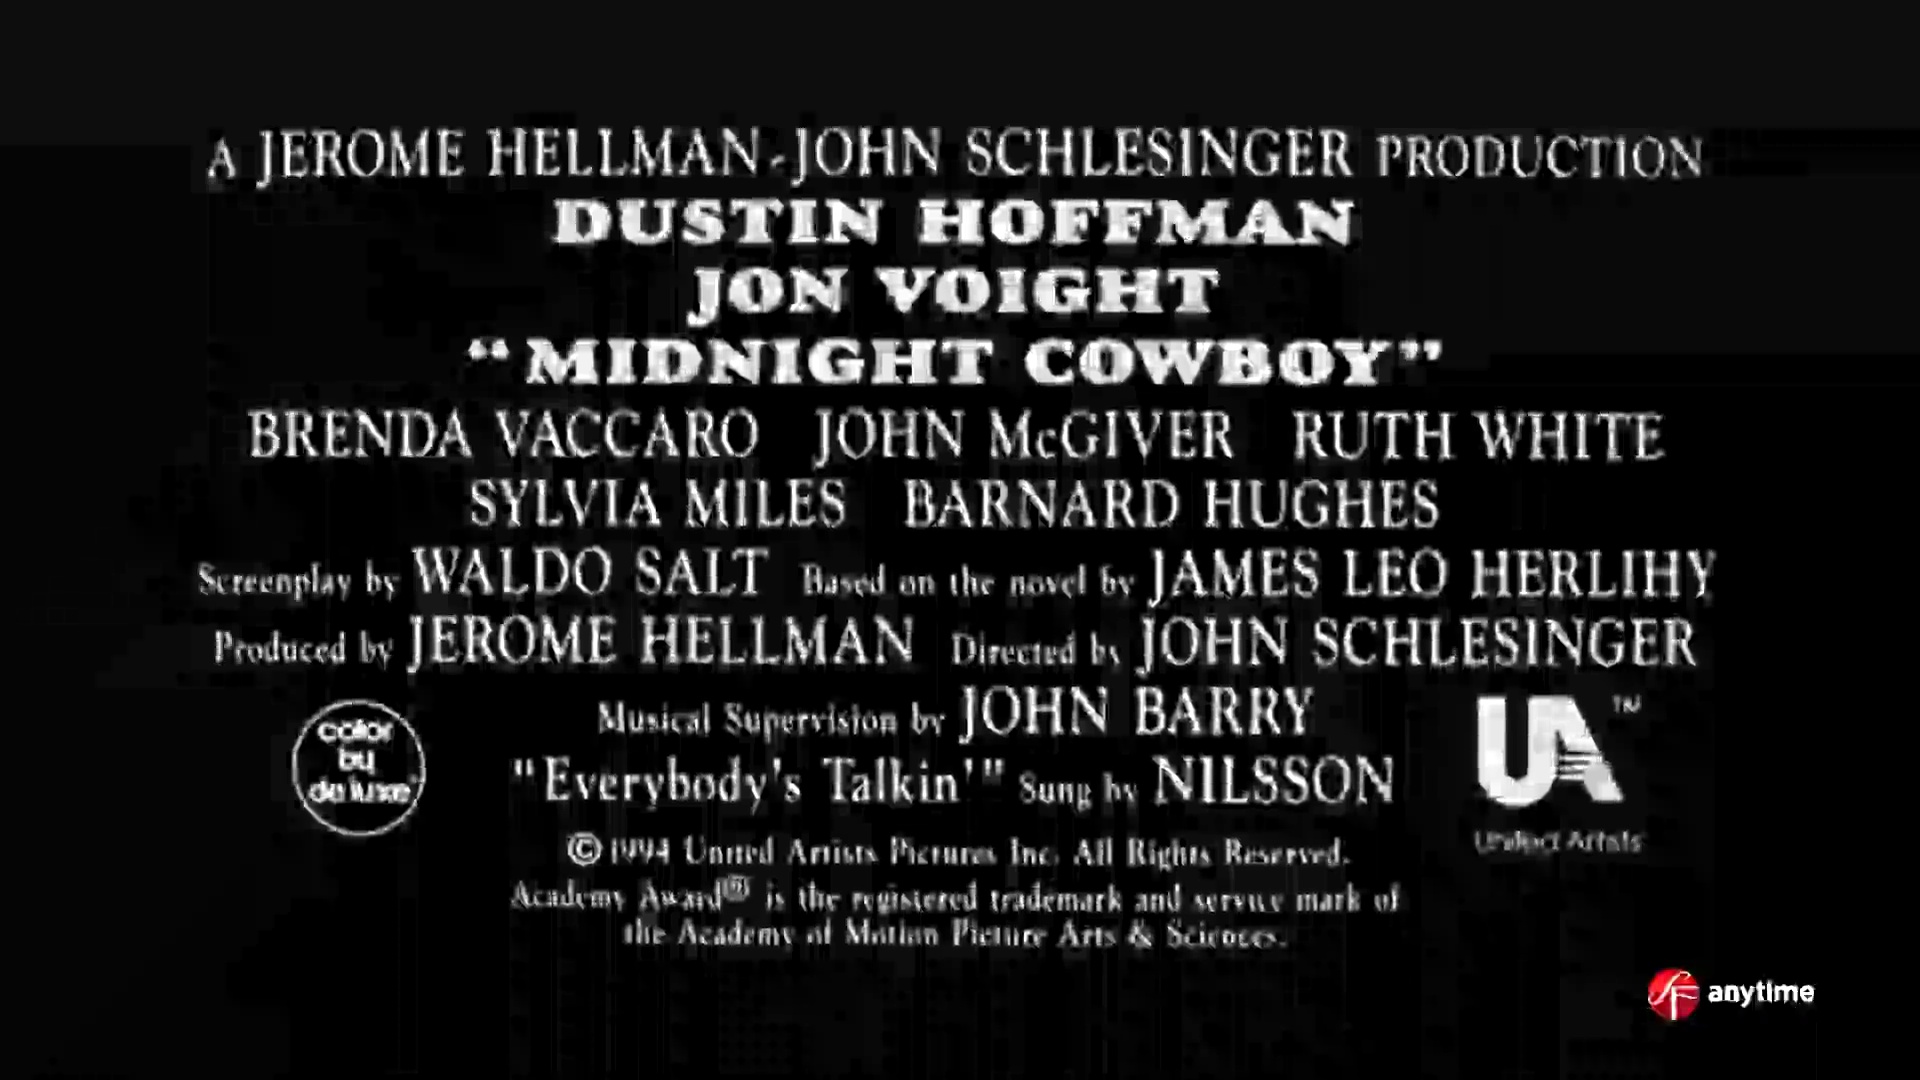 A JEROME HELLMAN-JOHN SCHLESINGER PRODUCTION
DUSTIN HOFFMAN
JON VOIGHT
"MIDNIGHT COWBOY"
BRENDA VACCARO JOHN McGIVER RUTH WHITE
SYLVIA MILES BARNARD HUGHES
Screenplay by WALDO SALT Based on the novel by JAMES LEO HERLIHY
Produced by JEROME HELLMAN Directed by JOHN SCHLESINGER
Musical Supervision by JOHN BARRY
"Everybody's Talkin'" Sung by NILSSON
color
by
de luxe®
UA™
United Artists
© 1994 United Artists Pictures Inc. All Rights Reserved.
Academy Award® is the registered trademark and service mark of
the Academy of Motion Picture Arts & Sciences.
SF anytime